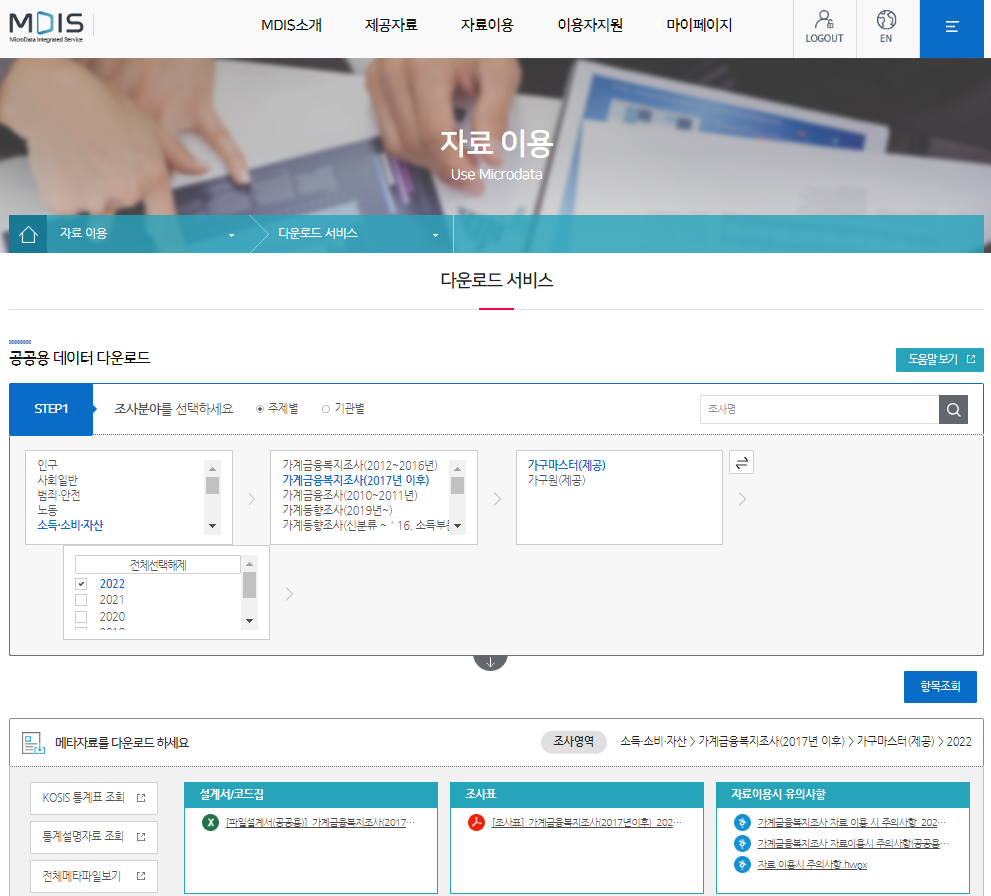 MDIS
MicroData Integrated Service
MDIS소개
제공자료
자료이용
이용자지원
마이페이지
LOGOUT
EN
자료 이용
Use Microdata
자료 이용
다운로드 서비스
다운로드 서비스
공공용 데이터 다운로드
도움말 보기
STEP1
조사분야를 선택하세요
주제별
기관별
조사명
인구
사회일반
범죄·안전
노동
소득·소비·자산
가계금융복지조사(2012~2016년)
가계금융복지조사(2017년 이후)
가계금융조사(2010~2011년)
가계동향조사(2019년~)
가계동향조사(신분류 ~ ' 16. 소득부문
가구마스터(제공)
가구원(제공)
전체선택해제
2022
2021
2020
항목조회
메타자료를 다운로드 하세요
조사영역
소득·소비·자산 > 가계금융복지조사(2017년 이후) > 가구마스터(제공) > 2022
KOSIS 통계표 조회
통계설명자료 조회
전체메타파일보기
설계서/코드집
[파일설계서(공공용)]_가계금융복지조사(2017···
조사표
[조사표]_가계금융복지조사(2017년이후)_202···
자료이용시 유의사항
가계금융복지조사 자료 이용 시 주의사항_202···
가계금융복지조사 자료이용시 주의사항(공공용···
자료 이용시 주의사항.hwpx